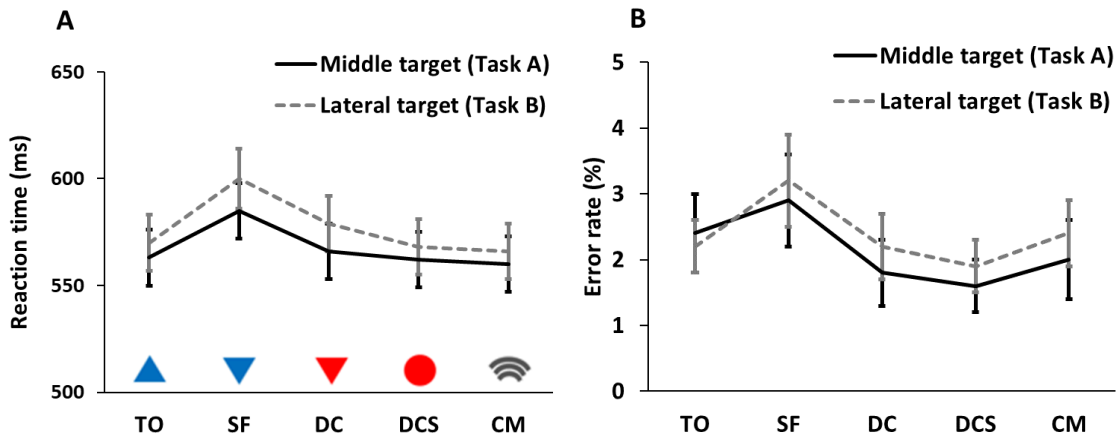 A
Reaction time (ms)
650
600
550
500
Middle target (Task A)
Lateral target (Task B)
TO SF DC DCS CM
B
Error rate (%)
5
4
3
2
1
0
Middle target (Task A)
Lateral target (Task B)
TO SF DC DCS CM